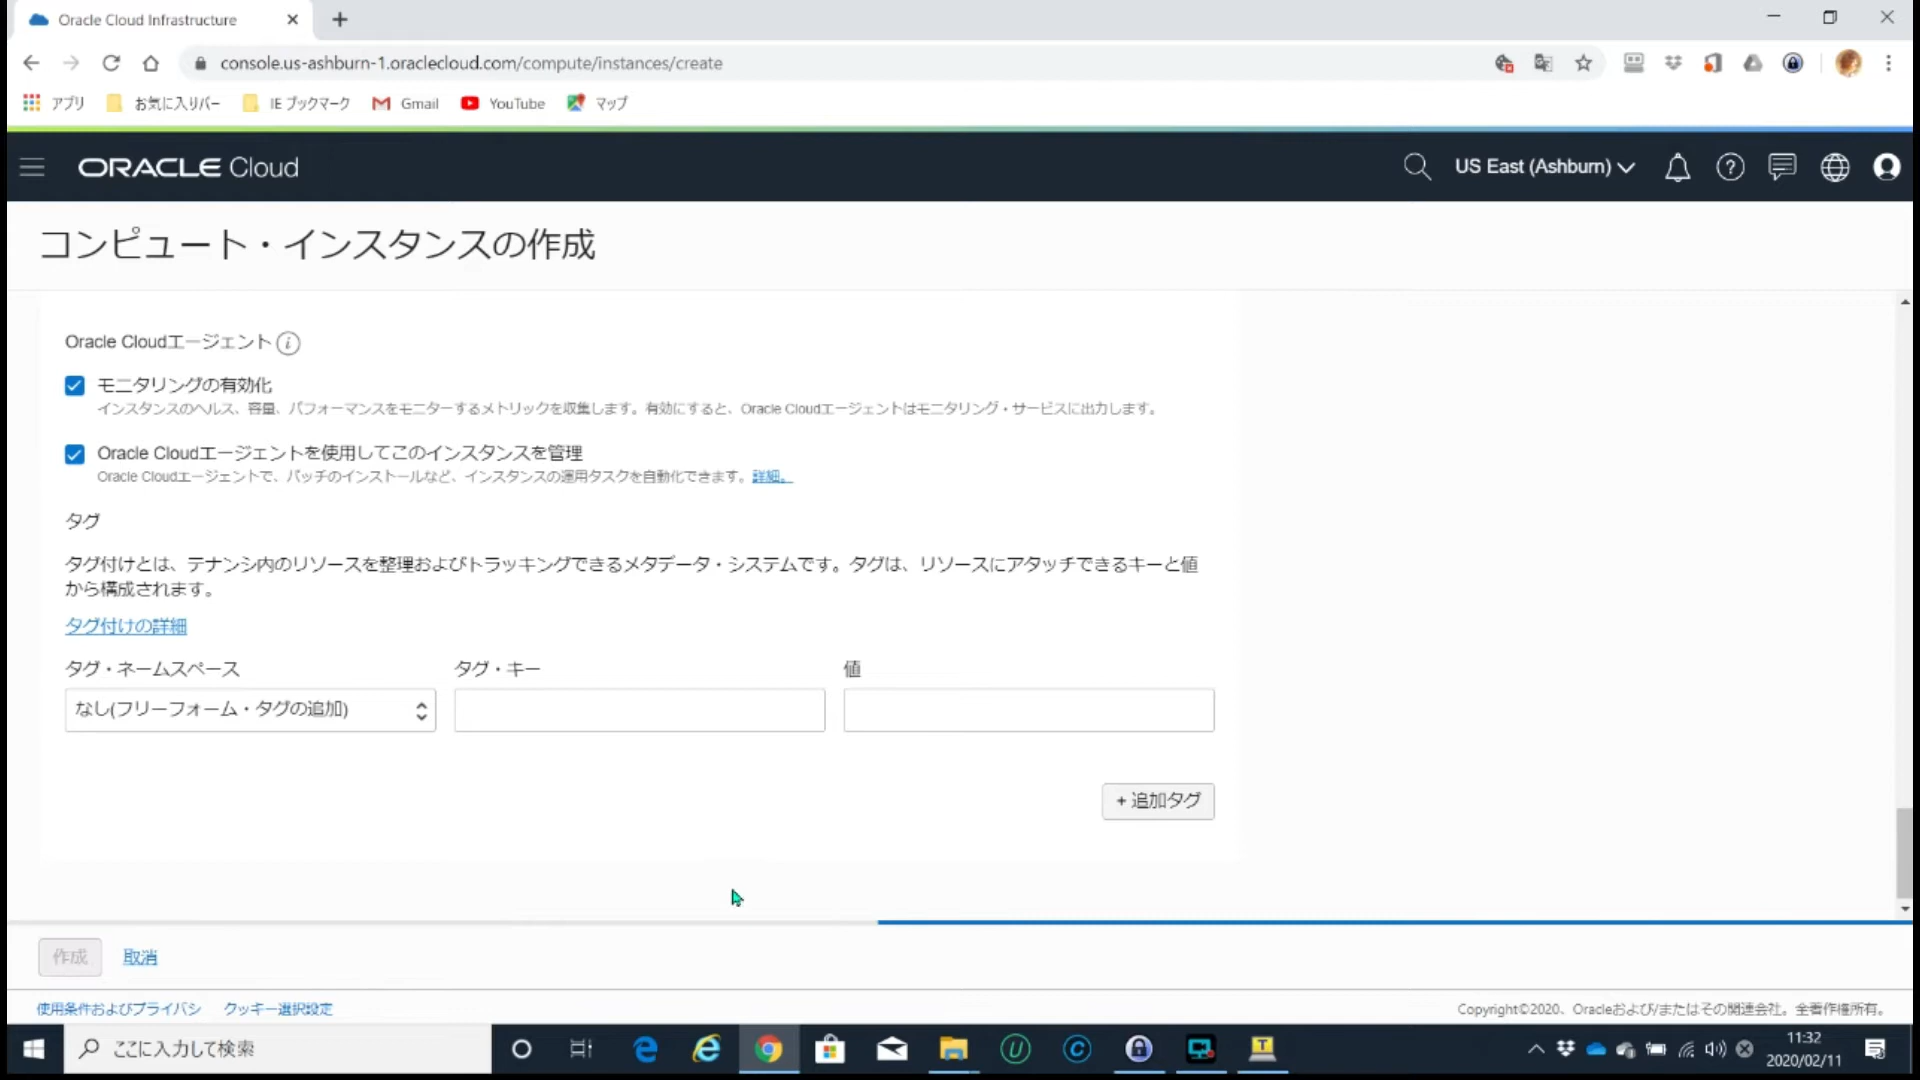 Oracle Cloud Infrastructure
console.us-ashburn-1.oraclecloud.com/compute/instances/create
アプリ お気に入りバー IE ブックマーク Gmail YouTube マップ
ORACLE Cloud
US East (Ashburn)
コンピュート・インスタンスの作成
Oracle Cloudエージェント
モニタリングの有効化
インスタンスのヘルス、容量、パフォーマンスをモニターするメトリックを収集します。有効にすると、Oracle Cloudエージェントはモニタリング・サービスに出力します。
Oracle Cloudエージェントを使用してこのインスタンスを管理
Oracle Cloudエージェントで、パッチのインストールなど、インスタンスの運用タスクを自動化できます。詳細。
タグ
タグ付けとは、テナンシ内のリソースを整理およびトラッキングできるメタデータ・システムです。タグは、リソースにアタッチできるキーと値
から構成されます。
タグ付けの詳細
タグ・ネームスペース タグ・キー 値
なし(フリーフォーム・タグの追加)
+ 追加タグ
作成 取消
使用条件およびプライバシ クッキー選択設定
Copyright©2020、Oracleおよび/またはその関連会社。全著作権所有。
ここに入力して検索
11:32
2020/02/11